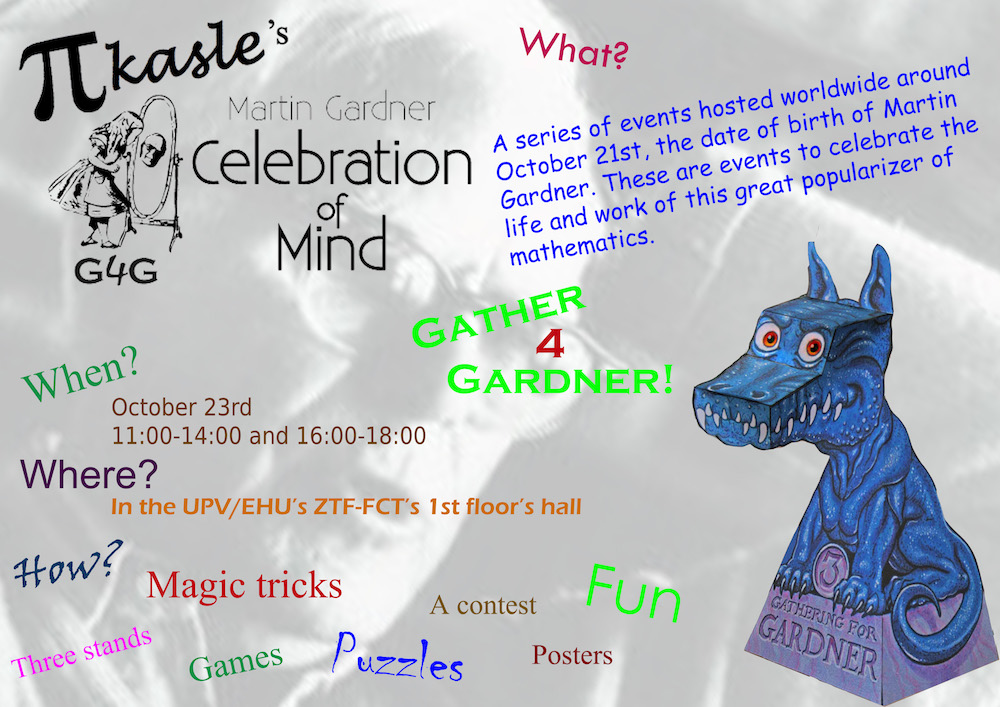 πkasle's
Martin Gardner
Celebration
of
Mind
G4G
What?
A series of events hosted worldwide around
October 21st, the date of birth of Martin
Gardner. These are events to celebrate the
life and work of this great popularizer of
mathematics.
GATHER
4
GARDNER!
When?
October 23rd
11:00-14:00 and 16:00-18:00
Where?
In the UPV/EHU's ZTF-FCT's 1st floor's hall
How?
Magic tricks
A contest
Fun
Three stands
Games
Puzzles
Posters
3
GATHERING FOR
GARDNER